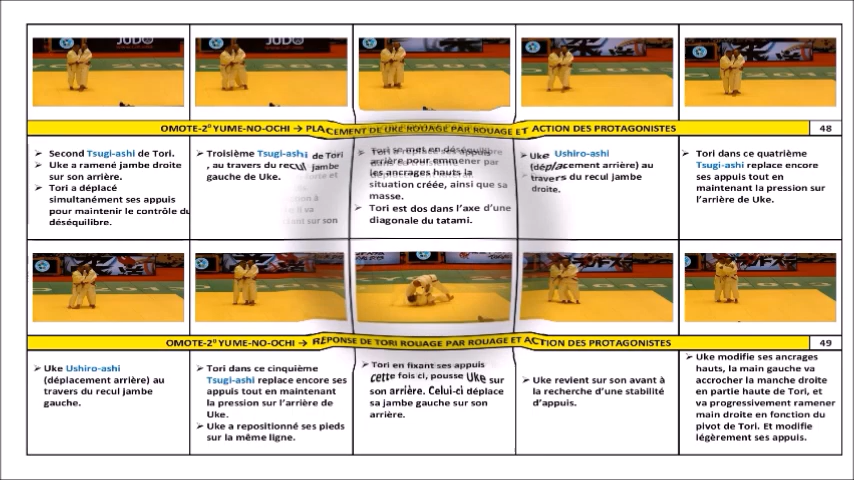 JUDO
JUDO
OMOTE-2° YUME-NO-OCHI → PLACEMENT DE UKE ROUAGE PAR ROUAGE ET ACTION DES PROTAGONISTES
48
➢ Second Tsugi-ashi de Tori.
➢ Uke a ramené jambe droite
sur son arrière.
➢ Tori a déplacé
simultanément ses appuis
pour maintenir le contrôle du
déséquilibre.
➢ Troisième Tsugi-ashi de Tori
, au travers du recul jambe
gauche de Uke.
➢ Tori se met en déséquilibre
arrière pour emmener par
les ancrages hauts la
situation créée, ainsi que sa
masse.
➢ Tori est dos dans l’axe d’une
diagonale du tatami.
➢ Uke Ushiro-ashi
(déplacement arrière) au
travers du recul jambe
droite.
➢ Tori dans ce quatrième
Tsugi-ashi replace encore
ses appuis tout en
maintenant la pression sur
l’arrière de Uke.
OMOTE-2° YUME-NO-OCHI → REPONSE DE TORI ROUAGE PAR ROUAGE ET ACTION DES PROTAGONISTES
49
➢ Uke Ushiro-ashi
(déplacement arrière) au
travers du recul jambe
gauche.
➢ Tori dans ce cinquième
Tsugi-ashi replace encore ses
appuis tout en maintenant
la pression sur l’arrière de
Uke.
➢ Uke a repositionné ses pieds
sur la même ligne.
➢ Tori en fixant ses appuis
cette fois ci, pousse Uke sur
son arrière. Celui-ci déplace
sa jambe gauche sur son
arrière.
➢ Uke revient sur son avant à
la recherche d’une stabilité
d’appuis.
➢ Uke modifie ses ancrages
hauts, la main gauche va
accrocher la manche droite
en partie haute de Tori, et
va progressivement ramener
main droite en fonction du
pivot de Tori. Et modifie
légèrement ses appuis.